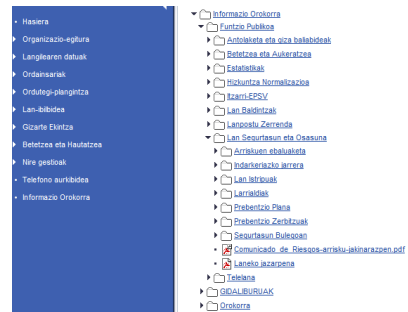 Hasiera
Organizazio-egitura
Langilearen datuak
Ordainsariak
Ordutegi-plangintza
Lan-ibilbidea
Gizarte Ekintza
Betetzea eta Hautatzea
Nire gestioak
Telefono aurkibidea
Informazio Orokorra
Informazio Orokorra
Funtzio Publikoa
Antolaketa eta giza baliabideak
Betetzea eta Aukeratzea
Estatistikak
Hizkuntza Normalizazioa
Itzarri-EPSV
Lan Baldintzak
Lanpostu Zerrenda
Lan Segurtasun eta Osasuna
Arriskuen ebaluaketa
Indarkeriazko jarrera
Lan Istripuak
Larrialdiak
Prebentzio Plana
Prebentzio Zerbitzuak
Segurtasun Bulegoan
Comunicado_de_Riesgos-arrisku-jakinarazpen.pdf
Laneko jazarpena
Telelana
GIDALIBURUAK
Orokorra